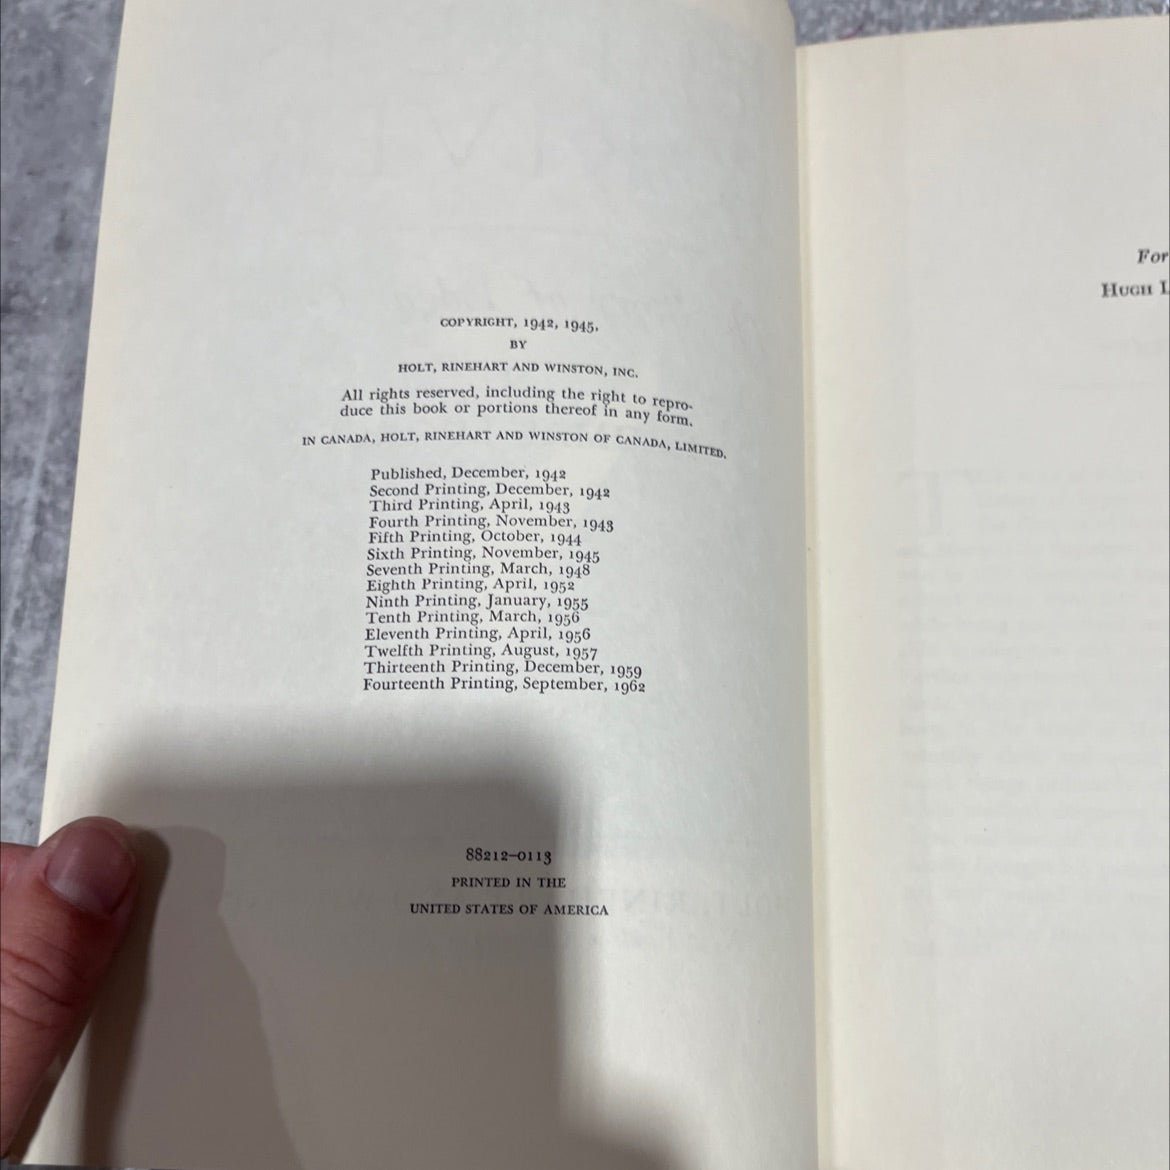 COPYRIGHT, 1942, 1945,
BY
HOLT, RINEHART AND WINSTON, INC.
All rights reserved, including the right to repro-
duce this book or portions thereof in any form.
IN CANADA, HOLT, RINEHART AND WINSTON OF CANADA, LIMITED.
Published, December, 1942
Second Printing, December, 1942
Third Printing, April, 1943
Fourth Printing, November, 1943
Fifth Printing, October, 1944
Sixth Printing, November, 1945
Seventh Printing, March, 1948
Eighth Printing, April, 1952
Ninth Printing, January, 1955
Tenth Printing, March, 1956
Eleventh Printing, April, 1956
Twelfth Printing, August, 1957
Thirteenth Printing, December, 1959
Fourteenth Printing, September, 1962
88212–0113
PRINTED IN THE
UNITED STATES OF AMERICA
For
HUGH L